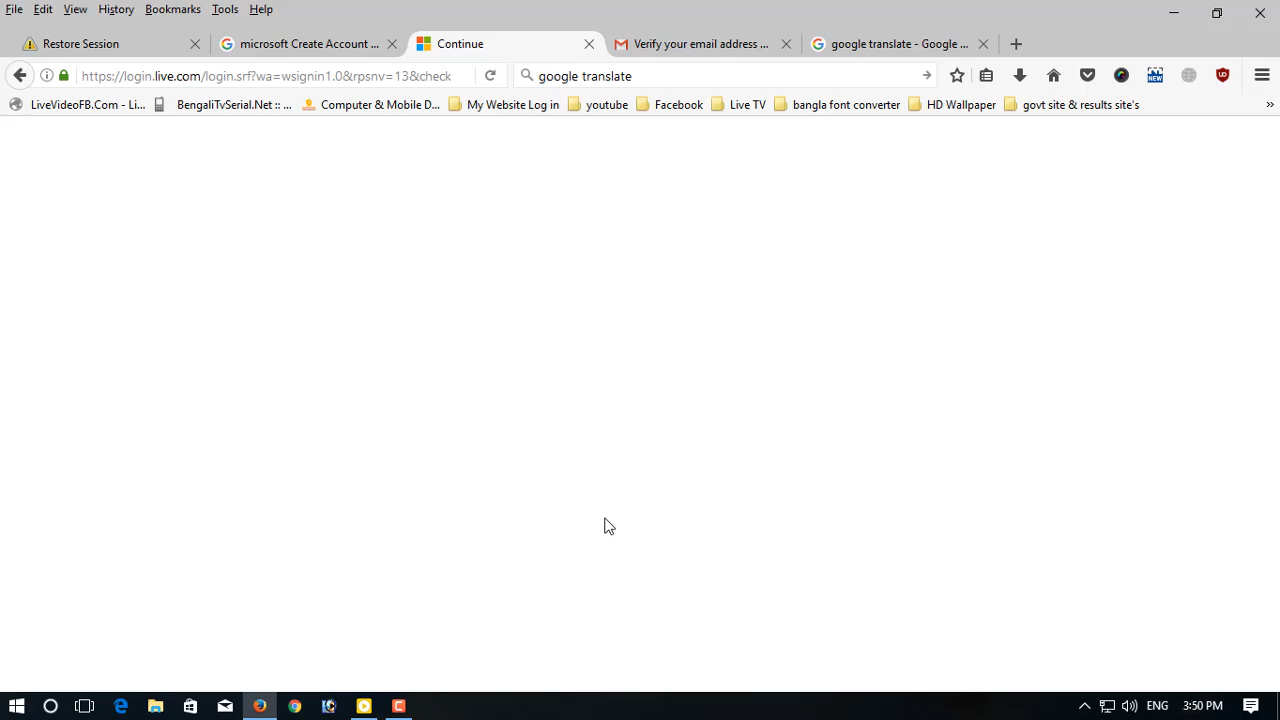 File Edit View History Bookmarks Tools Help
Restore Session microsoft Create Account ... Continue Verify your email address ... google translate - Google ...
https://login.live.com/login.srf?wa=wsignin1.0&rpsnv=13&check google translate
LiveVideoFB.Com - Li... BengaliTvSerial.Net :: ... Computer & Mobile D... My Website Log in youtube Facebook Live TV bangla font converter HD Wallpaper govt site & results site's
ENG 3:50 PM